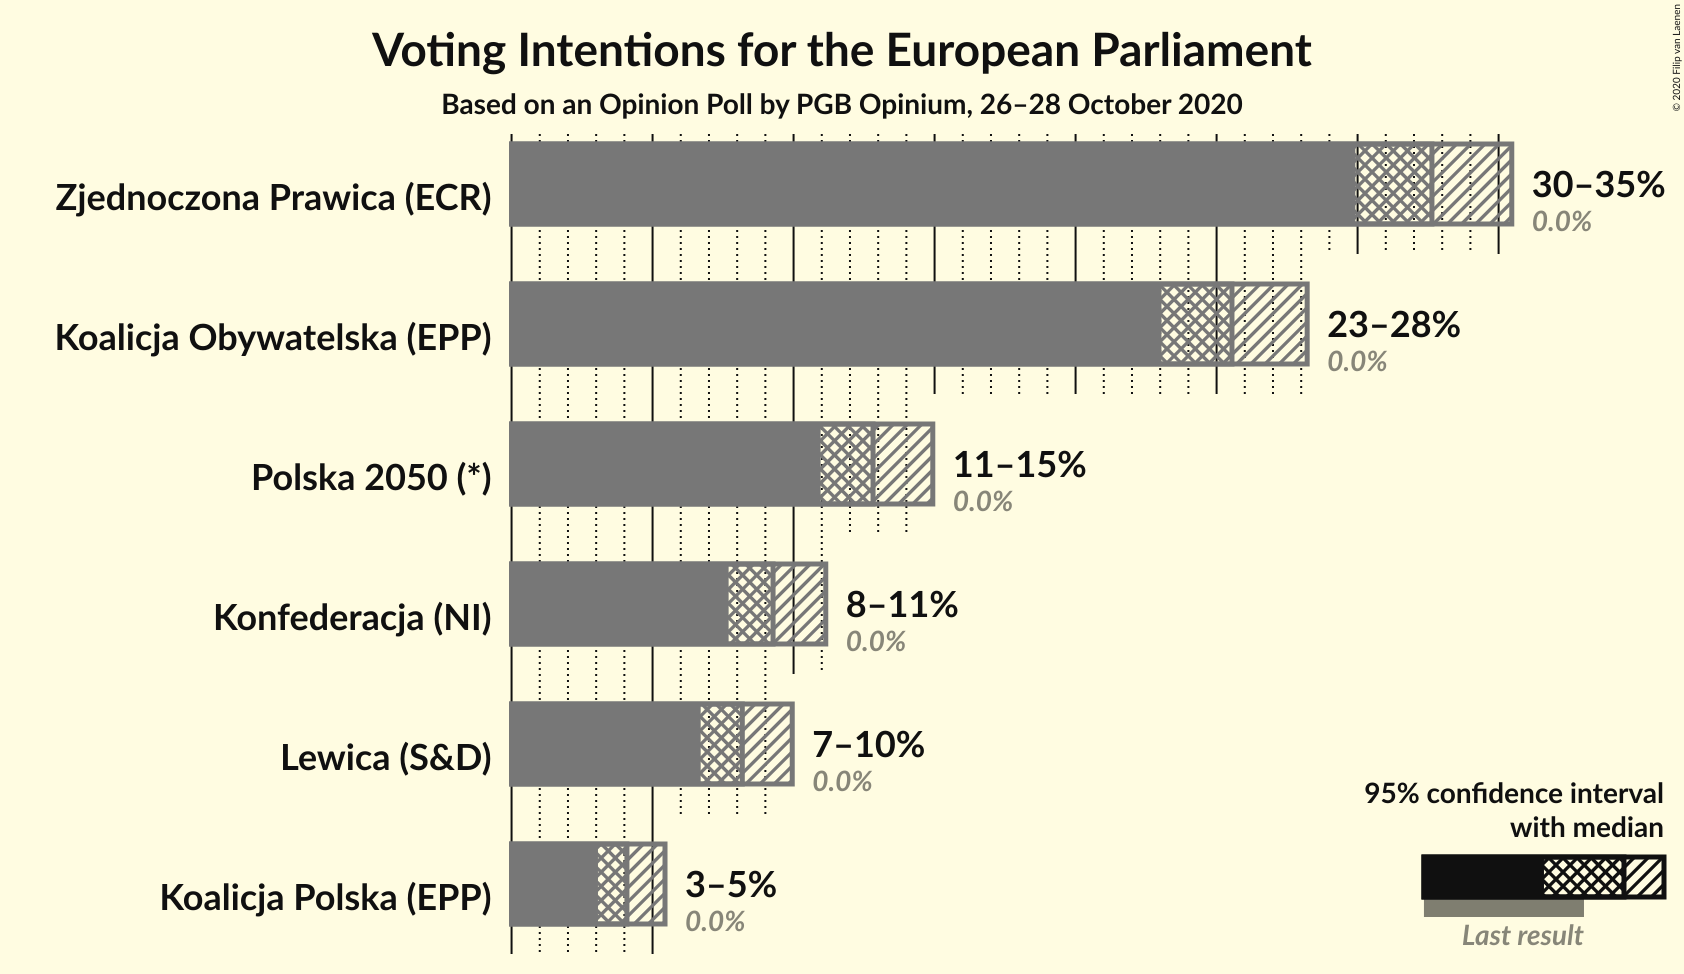 Voting Intentions for the European Parliament
Based on an Opinion Poll by PGB Opinium, 26–28 October 2020
© 2020 Filip van Laenen
Zjednoczona Prawica (ECR)
30–35%
0.0%
Koalicja Obywatelska (EPP)
23–28%
0.0%
Polska 2050 (*)
11–15%
0.0%
Konfederacja (NI)
8–11%
0.0%
Lewica (S&D)
7–10%
0.0%
Koalicja Polska (EPP)
3–5%
0.0%
95% confidence interval
with median
Last result